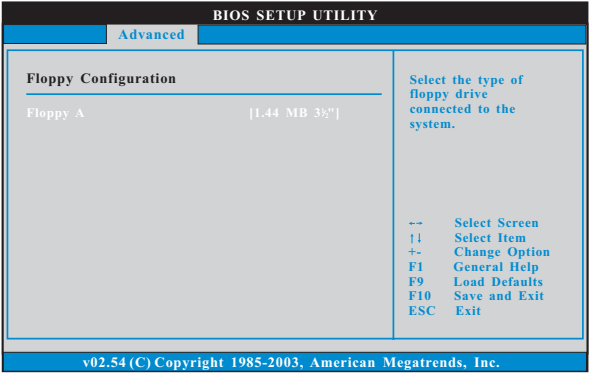 BIOS SETUP UTILITY
Advanced
Floppy Configuration
Floppy A [1.44 MB 3½"]
Select the type of
floppy drive
connected to the
system.
←→ Select Screen
↑↓ Select Item
+- Change Option
F1 General Help
F9 Load Defaults
F10 Save and Exit
ESC Exit
v02.54 (C) Copyright 1985-2003, American Megatrends, Inc.